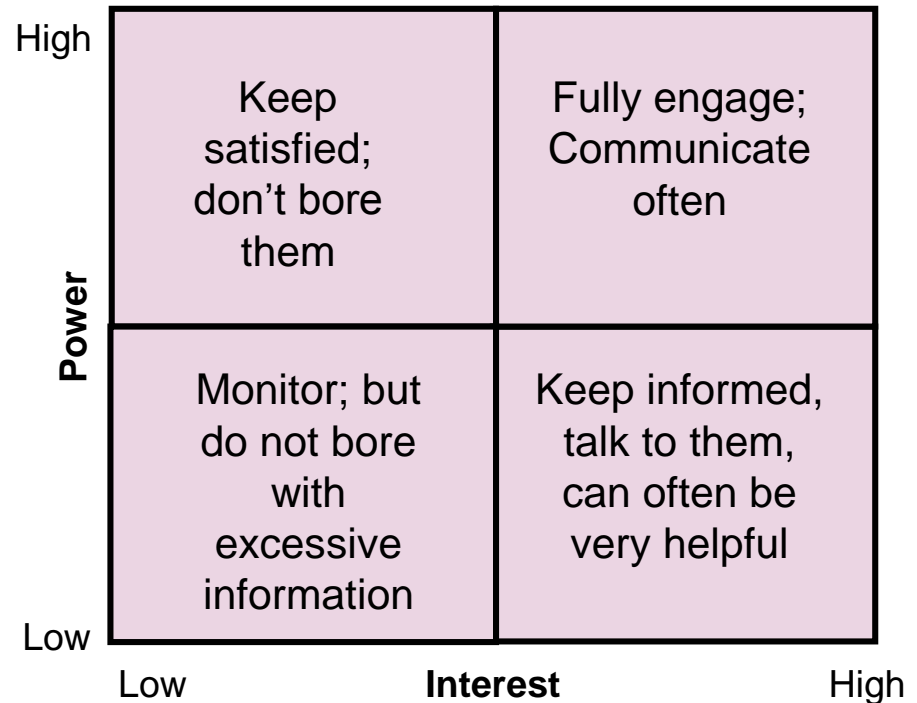 High
Keep
satisfied;
don’t bore
them
Fully engage;
Communicate
often
Power
Monitor; but
do not bore
with
excessive
information
Keep informed,
talk to them,
can often be
very helpful
Low
Low
Interest
High